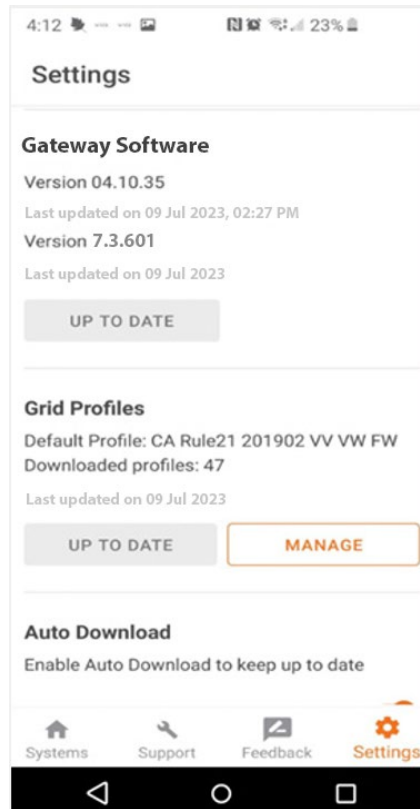 4:12 23%
Settings
Gateway Software
Version 04.10.35
Last updated on 09 Jul 2023, 02:27 PM
Version 7.3.601
Last updated on 09 Jul 2023
UP TO DATE
Grid Profiles
Default Profile: CA Rule21 201902 VV VW FW
Downloaded profiles: 47
Last updated on 09 Jul 2023
UP TO DATE MANAGE
Auto Download
Enable Auto Download to keep up to date
Systems Support Feedback Settings